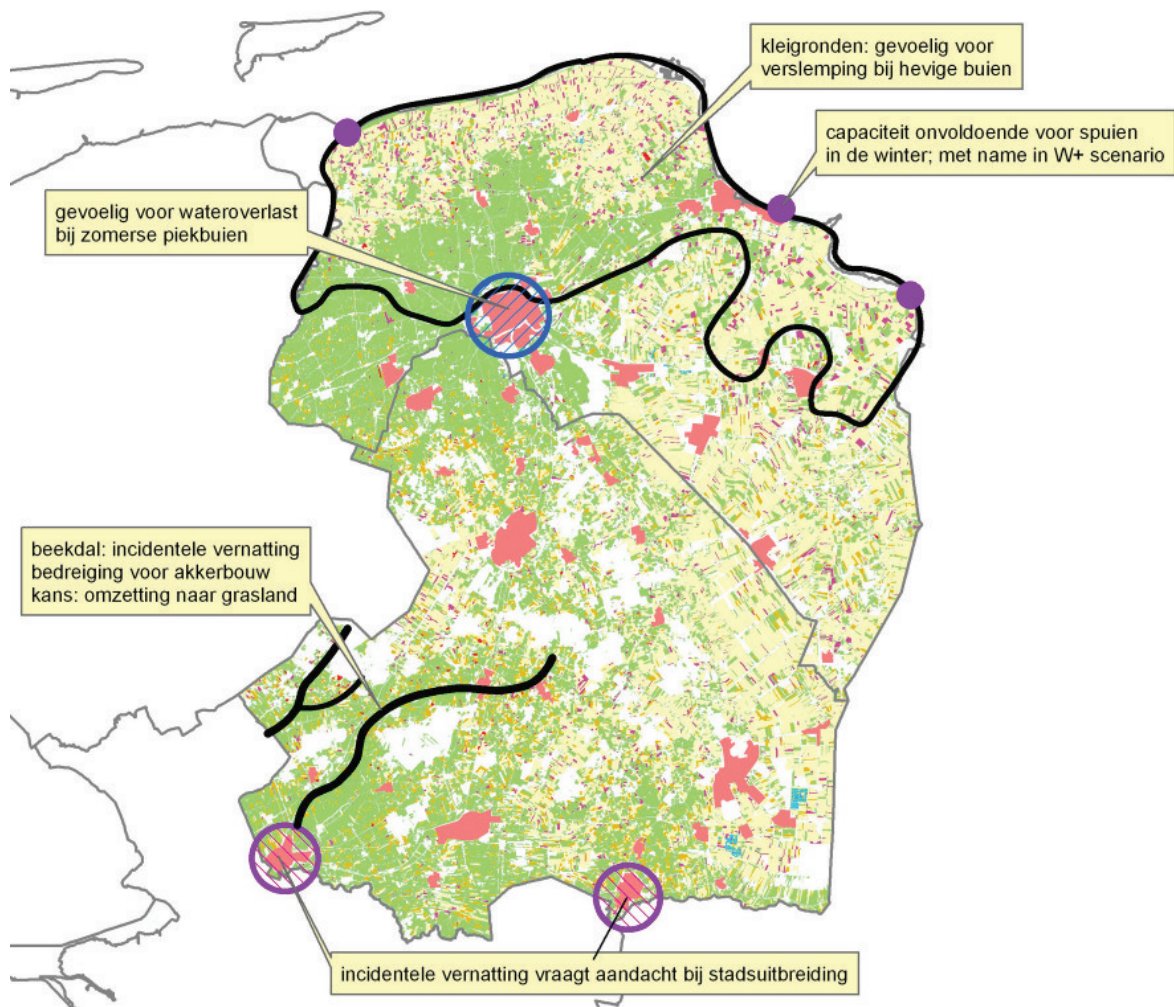 kleigronden: gevoelig voor
verslemping bij hevige buien
capaciteit onvoldoende voor spuien
in de winter; met name in W+ scenario
gevoelig voor wateroverlast
bij zomerse piekbuien
beekdal: incidentele vernatting
bedreiging voor akkerbouw
kans: omzetting naar grasland
incidentele vernatting vraagt aandacht bij stadsuitbreiding